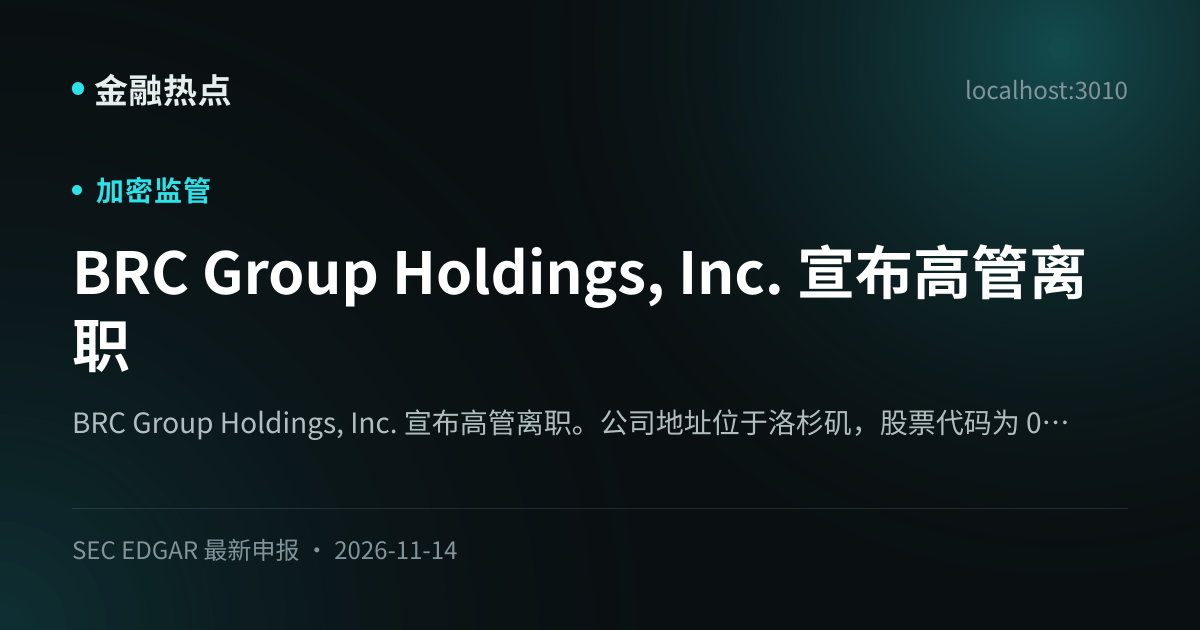 金融热点
localhost:3010
加密监管
BRC Group Holdings, Inc. 宣布高管离
职
BRC Group Holdings, Inc. 宣布高管离职。公司地址位于洛杉矶，股票代码为 0…
SEC EDGAR 最新申报 · 2026-11-14